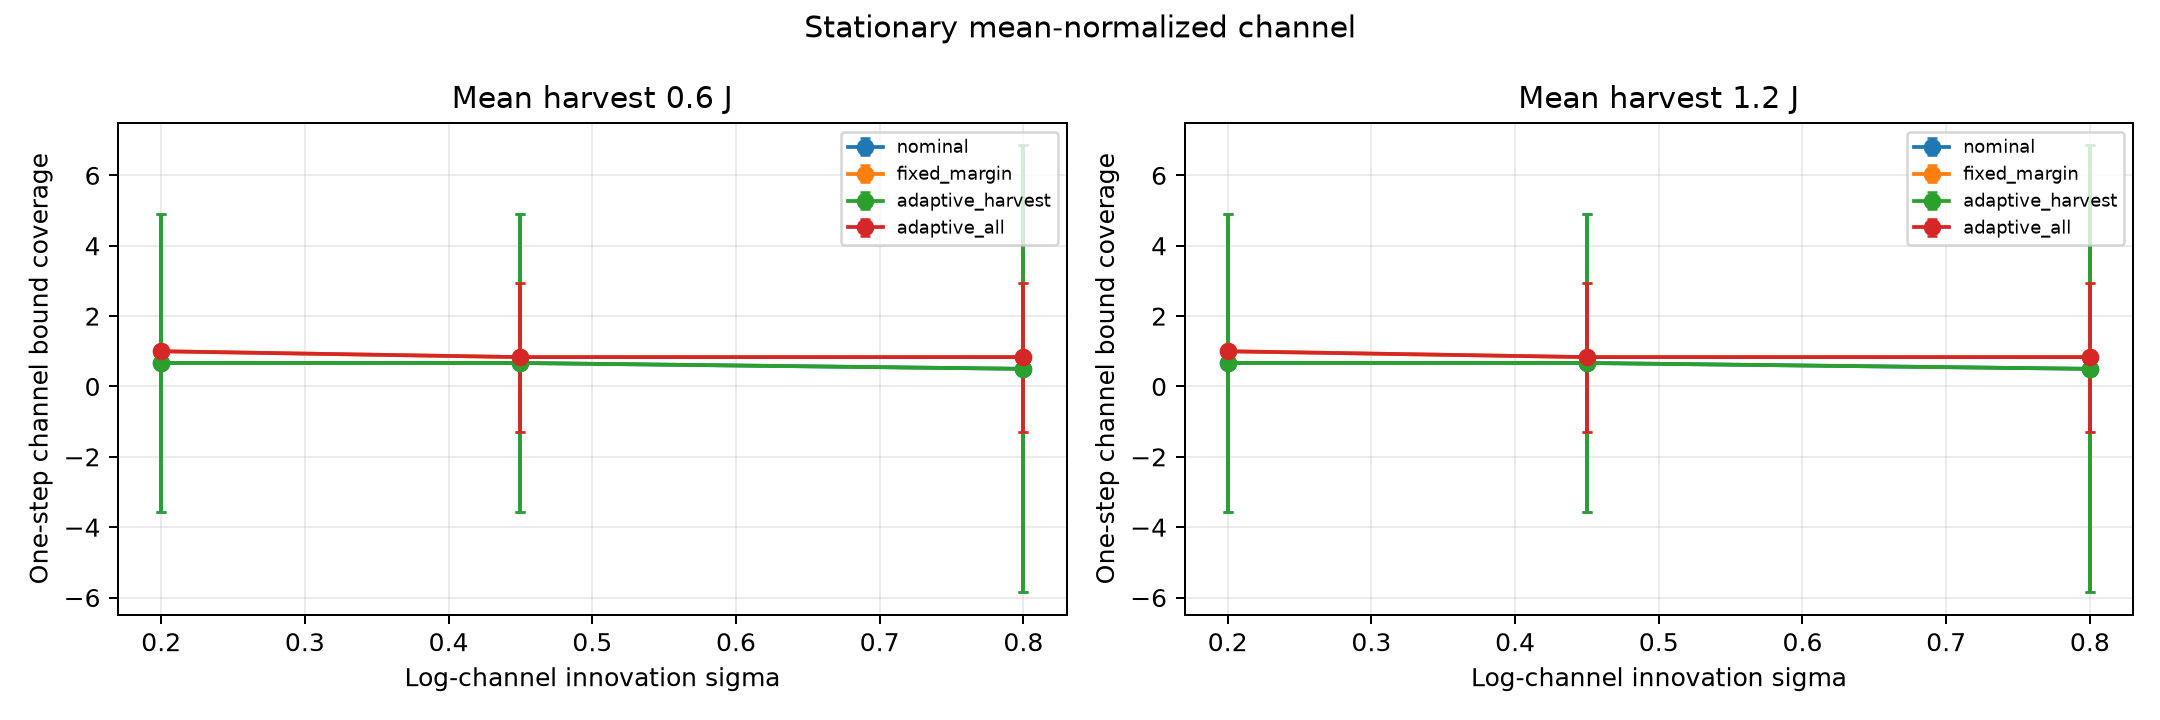 Stationary mean-normalized channel
Mean harvest 0.6 J
One-step channel bound coverage
6
4
2
0
−2
−4
−6
0.2
0.3
0.4
0.5
0.6
0.7
0.8
Log-channel innovation sigma
nominal
fixed_margin
adaptive_harvest
adaptive_all
Mean harvest 1.2 J
One-step channel bound coverage
6
4
2
0
−2
−4
−6
0.2
0.3
0.4
0.5
0.6
0.7
0.8
Log-channel innovation sigma
nominal
fixed_margin
adaptive_harvest
adaptive_all